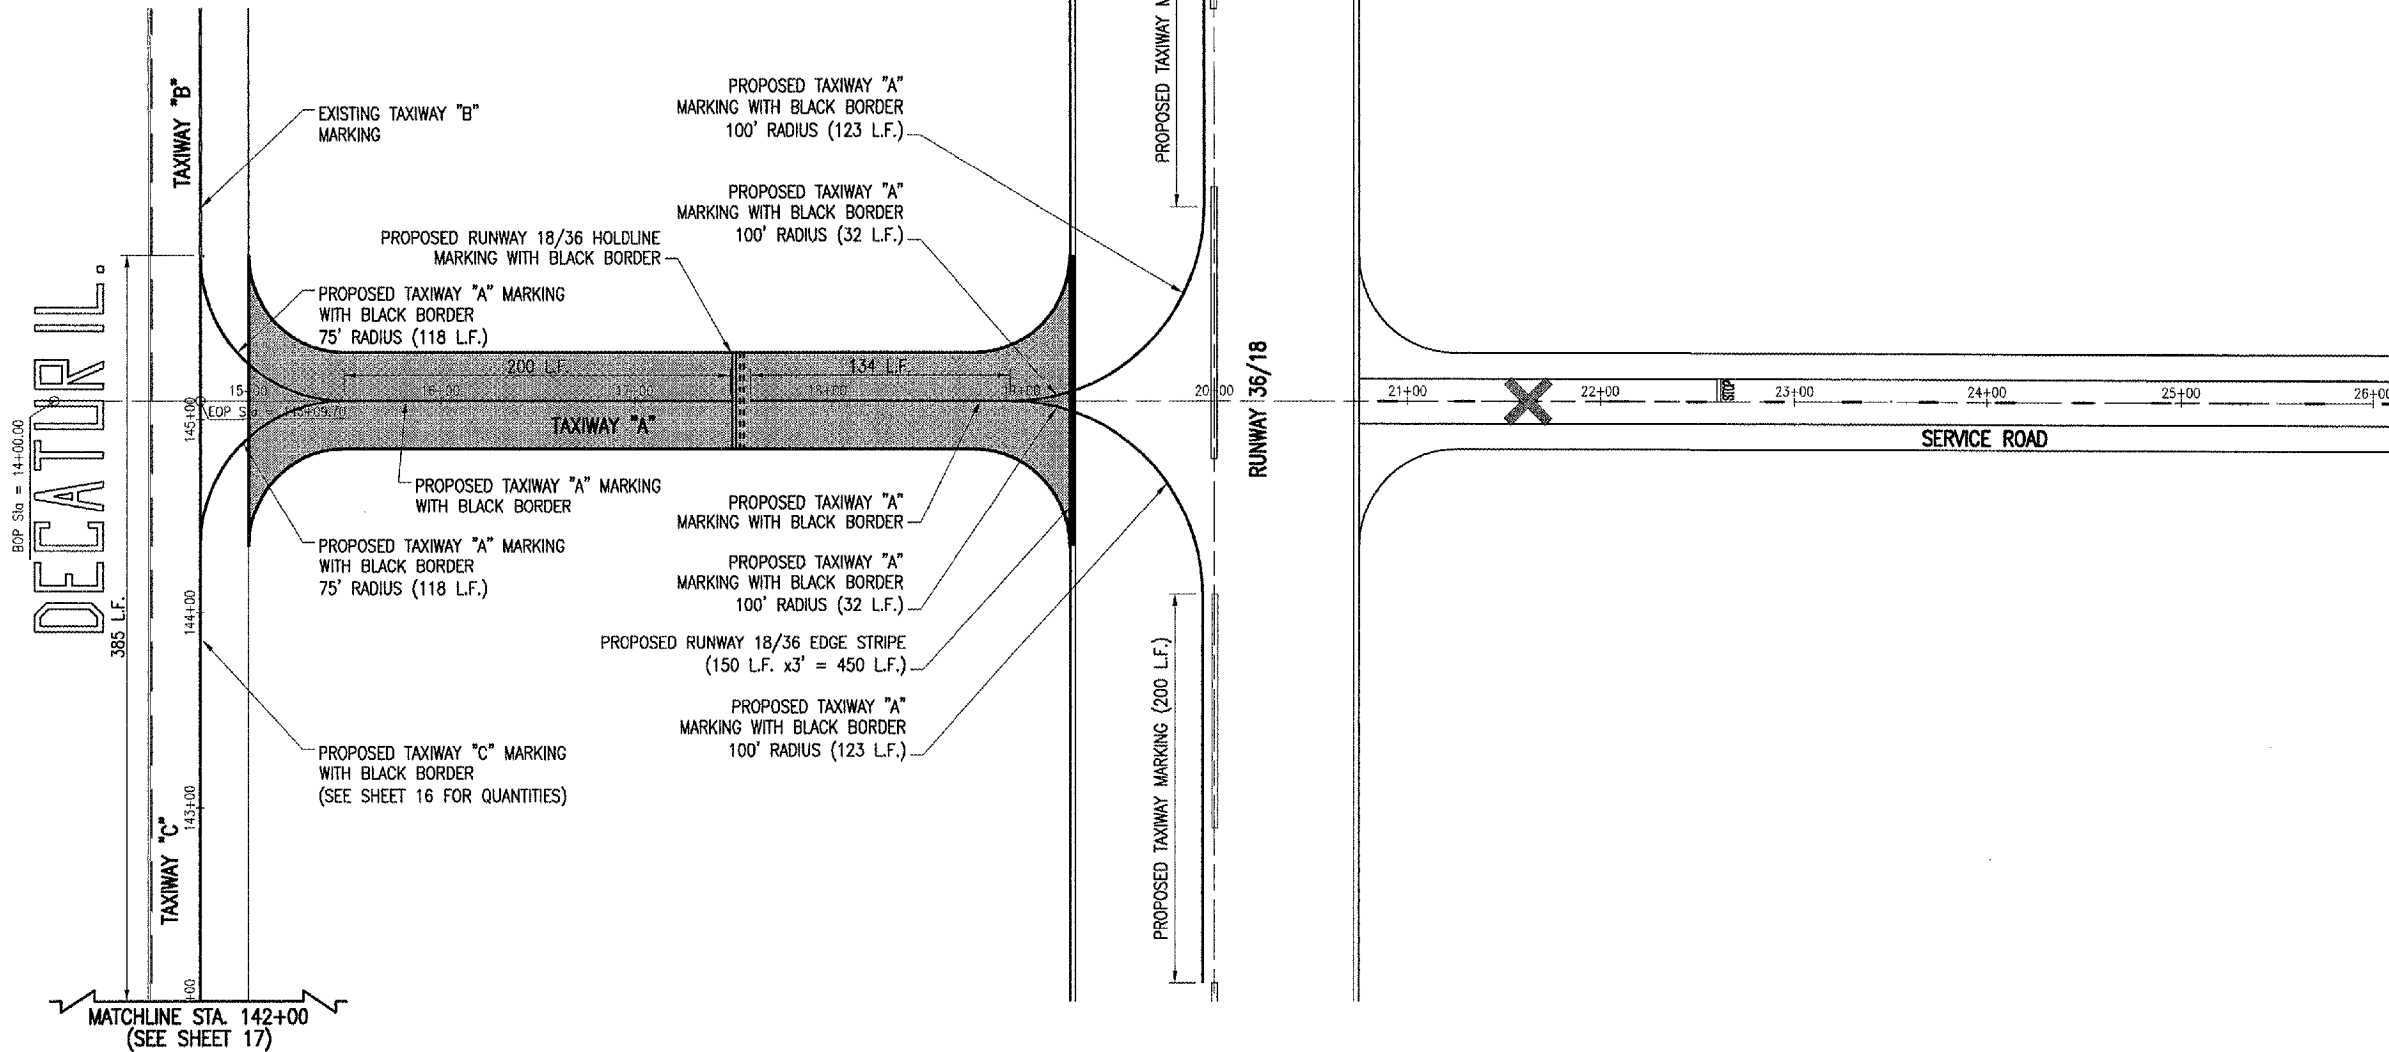 DECATUR IL.
BOP Sta = 14+00.00
385 L.F.
TAXIWAY "B"
EXISTING TAXIWAY "B"
MARKING
PROPOSED TAXIWAY "A"
MARKING WITH BLACK BORDER
100' RADIUS (123 L.F.)
PROPOSED TAXIWAY "A"
MARKING WITH BLACK BORDER
100' RADIUS (32 L.F.)
PROPOSED RUNWAY 18/36 HOLDLINE
MARKING WITH BLACK BORDER
PROPOSED TAXIWAY "A" MARKING
WITH BLACK BORDER
75' RADIUS (118 L.F.)
PROPOSED TAXIWAY
200 L.F.
134 L.F.
15+00
16+00
17+00
18+00
19+00
20+00
21+00
22+00
23+00
24+00
25+00
26+00
EOP Sta =
145+00
144+00
143+00
+00
TAXIWAY "A"
RUNWAY 36/18
STOP
SERVICE ROAD
PROPOSED TAXIWAY "A" MARKING
WITH BLACK BORDER
PROPOSED TAXIWAY "A" MARKING
WITH BLACK BORDER
75' RADIUS (118 L.F.)
PROPOSED TAXIWAY "A"
MARKING WITH BLACK BORDER
PROPOSED TAXIWAY "A"
MARKING WITH BLACK BORDER
100' RADIUS (32 L.F.)
PROPOSED RUNWAY 18/36 EDGE STRIPE
(150 L.F. x3' = 450 L.F.)
PROPOSED TAXIWAY "A"
MARKING WITH BLACK BORDER
100' RADIUS (123 L.F.)
PROPOSED TAXIWAY MARKING (200 L.F.)
PROPOSED TAXIWAY "C" MARKING
WITH BLACK BORDER
(SEE SHEET 16 FOR QUANTITIES)
TAXIWAY "C"
MATCHLINE STA. 142+00
(SEE SHEET 17)